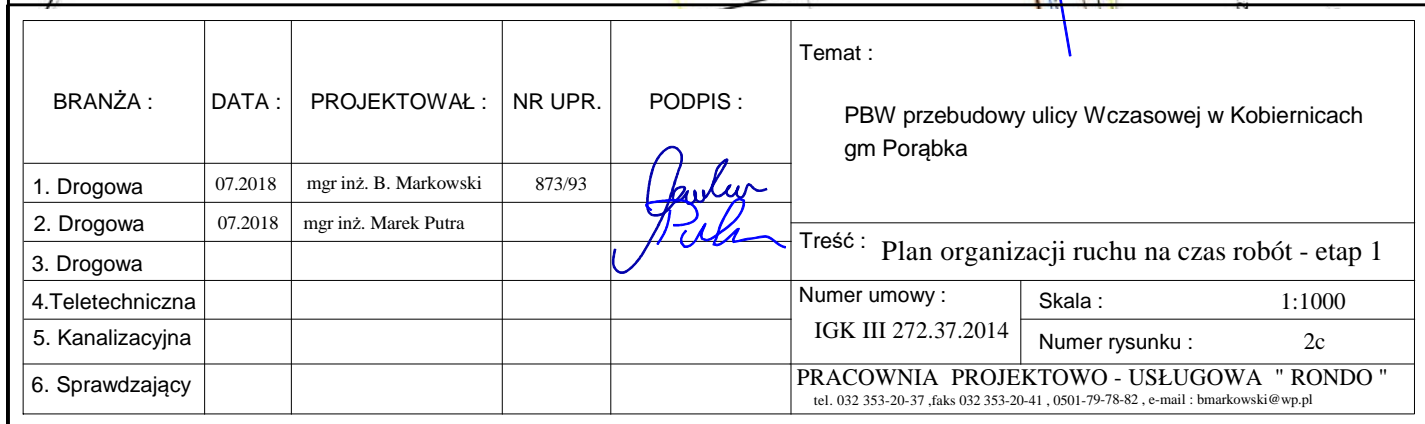 BRANŻA : DATA : PROJEKTOWAŁ : NR UPR. PODPIS :
1. Drogowa 07.2018 mgr inż. B. Markowski 873/93
2. Drogowa 07.2018 mgr inż. Marek Putra
3. Drogowa
4.Teletechniczna
5. Kanalizacyjna
6. Sprawdzający
Temat :
PBW przebudowy ulicy Wczasowej w Kobiernicach
gm Porąbka
Treść : Plan organizacji ruchu na czas robót - etap 1
Numer umowy :
IGK III 272.37.2014
Skala : 1:1000
Numer rysunku : 2c
PRACOWNIA PROJEKTOWO - USŁUGOWA " RONDO "
tel. 032 353-20-37 ,faks 032 353-20-41 , 0501-79-78-82 , e-mail : bmarkowski@wp.pl